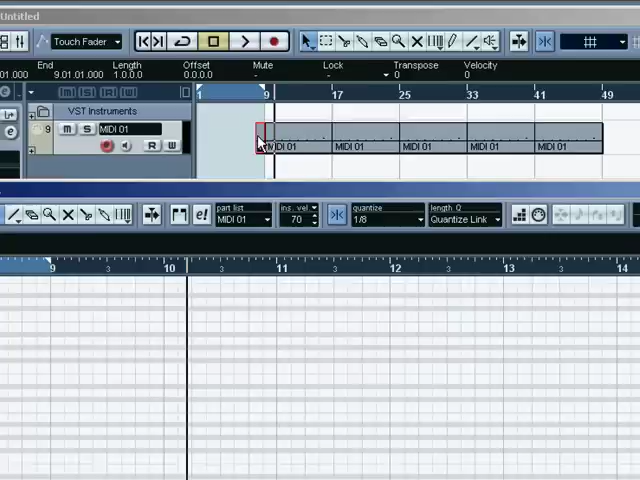 Untitled
Touch Fader
End Length Offset Mute Lock Transpose Velocity
01.000 9.01.01.000 1.0.0.0 0.0.0.0 - - 0 0
1 9 17 25 33 41 49
VST Instruments
9 M S MIDI 01
R W
MIDI 01 MIDI 01 MIDI 01 MIDI 01 MIDI 01
part list ins. vel quantize length Q
e! MIDI 01 70 1/8 Quantize Link
9 3 10 3 11 3 12 3 13 3 14